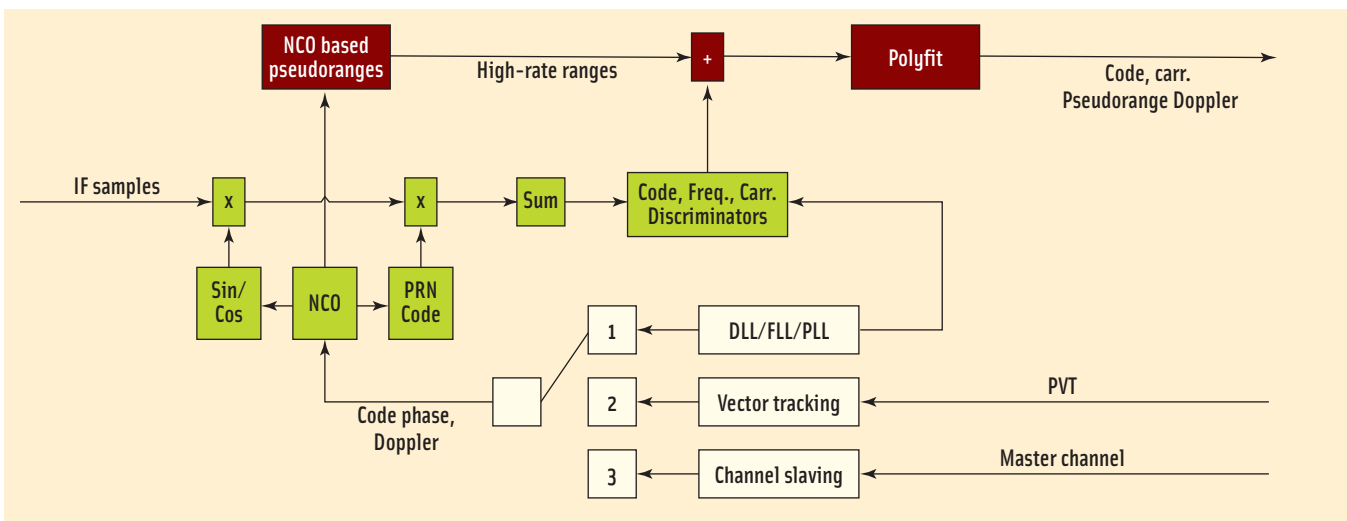 NCO based
pseudoranges
High-rate ranges
+
Polyfit
Code, carr.
Pseudorange Doppler
IF samples
x
x
Sum
Code, Freq., Carr.
Discriminators
Sin/
Cos
NCO
PRN
Code
1
DLL/FLL/PLL
Code phase,
Doppler
2
Vector tracking
PVT
3
Channel slaving
Master channel